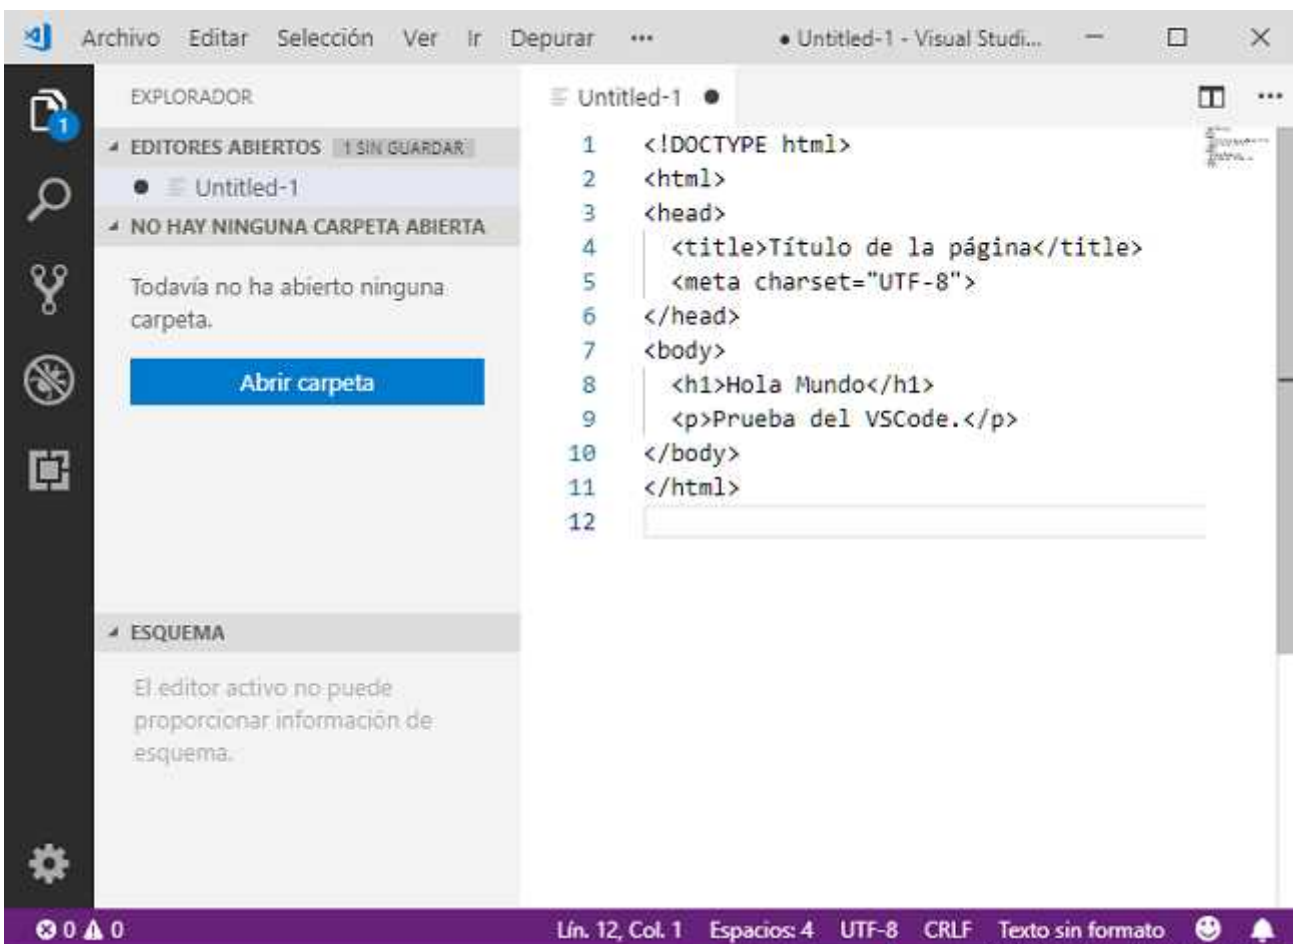 Archivo Editar Selección Ver Ir Depurar ··· ● Untitled-1 - Visual Studi...
EXPLORADOR
EDITORES ABIERTOS 1 SIN GUARDAR
● Untitled-1
NO HAY NINGUNA CARPETA ABIERTA
Todavía no ha abierto ninguna
carpeta.
Abrir carpeta
ESQUEMA
El editor activo no puede
proporcionar información de
esquema.
Untitled-1 ●
1 <!DOCTYPE html>
2 <html>
3 <head>
4 <title>Título de la página</title>
5 <meta charset="UTF-8">
6 </head>
7 <body>
8 <h1>Hola Mundo</h1>
9 <p>Prueba del VSCode.</p>
10 </body>
11 </html>
12
1
0 0 Lín. 12, Col. 1 Espacios: 4 UTF-8 CRLF Texto sin formato